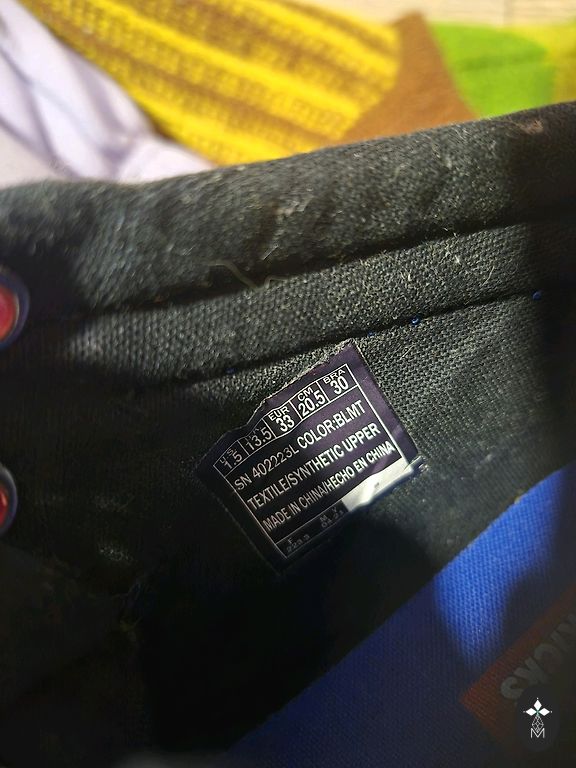 US UK EUR CM BRA
1.5 13.5 33 20.5 30
SN 402223L COLOR:BLMT
TEXTILE/SYNTHETIC UPPER
MADE IN CHINA/HECHO EN CHINA
M